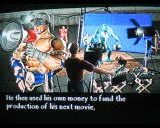 He then used his own money to fund the
production of his next movie,